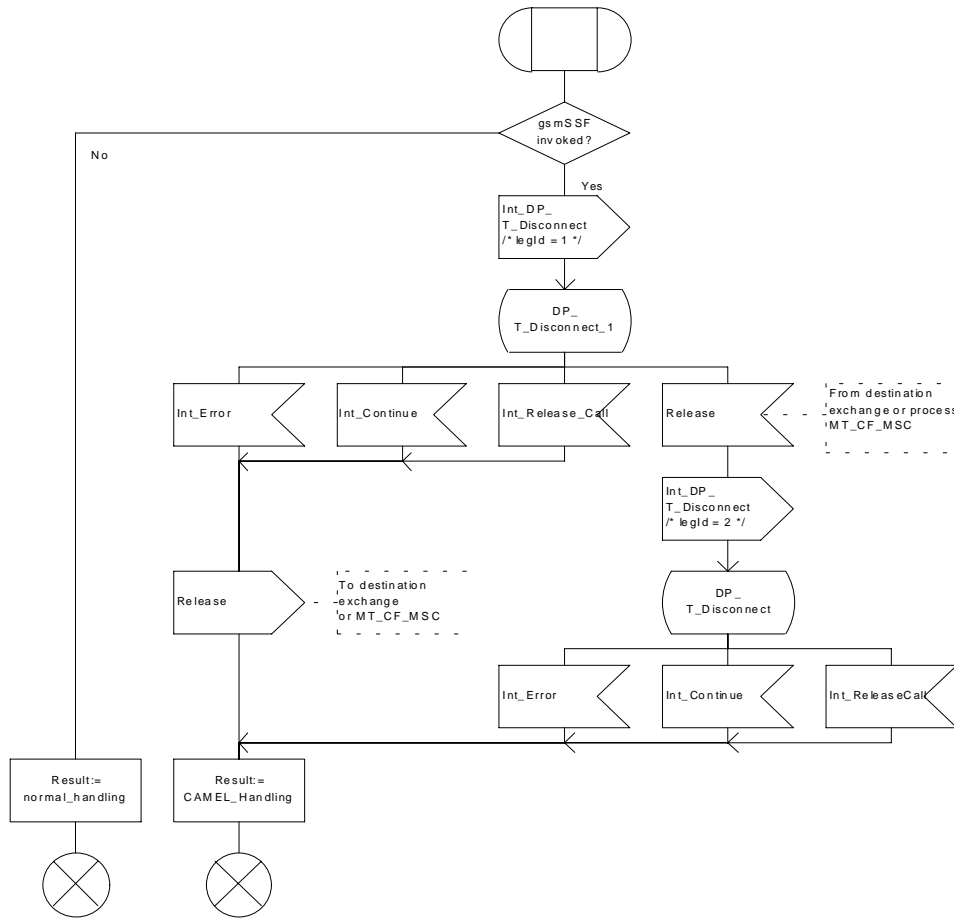 gsmSSF
invoked?
No
Yes
Int_DP_
T_Disconnect
/* legId = 1 */
DP_
T_Disconnect_1
Int_Error
Int_Continue
Int_Release_Call
Release
From destination
exchange or process
MT_CF_MSC
Int_DP_
T_Disconnect
/* legId = 2 */
Release
To destination
exchange
or MT_CF_MSC
DP_
T_Disconnect
Int_Error
Int_Continue
Int_ReleaseCall
Result:=
normal_handling
Result:=
CAMEL_Handling